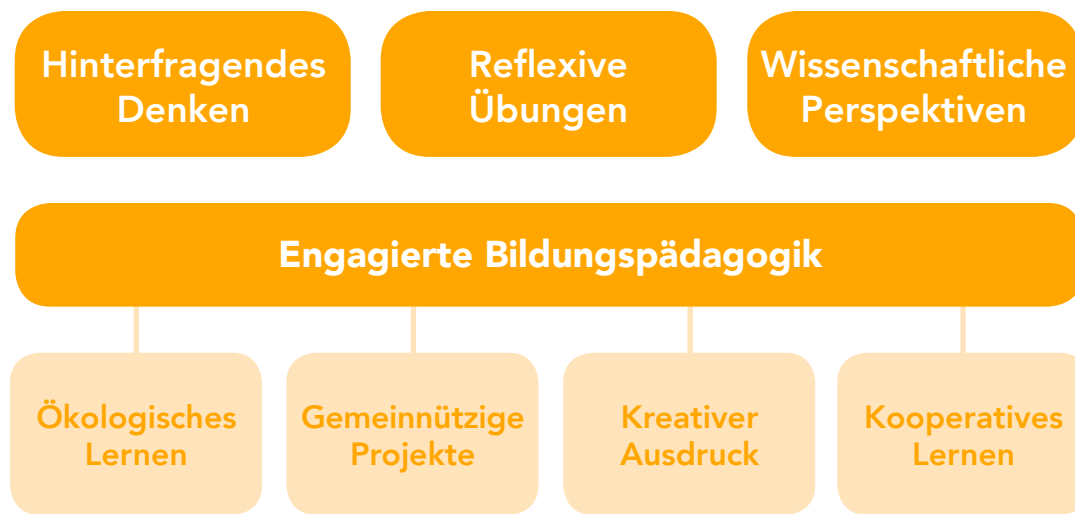 Hinterfragendes
Denken
Reflexive
Übungen
Wissenschaftliche
Perspektiven
Engagierte Bildungspädagogik
Ökologisches
Lernen
Gemeinnützige
Projekte
Kreativer
Ausdruck
Kooperatives
Lernen